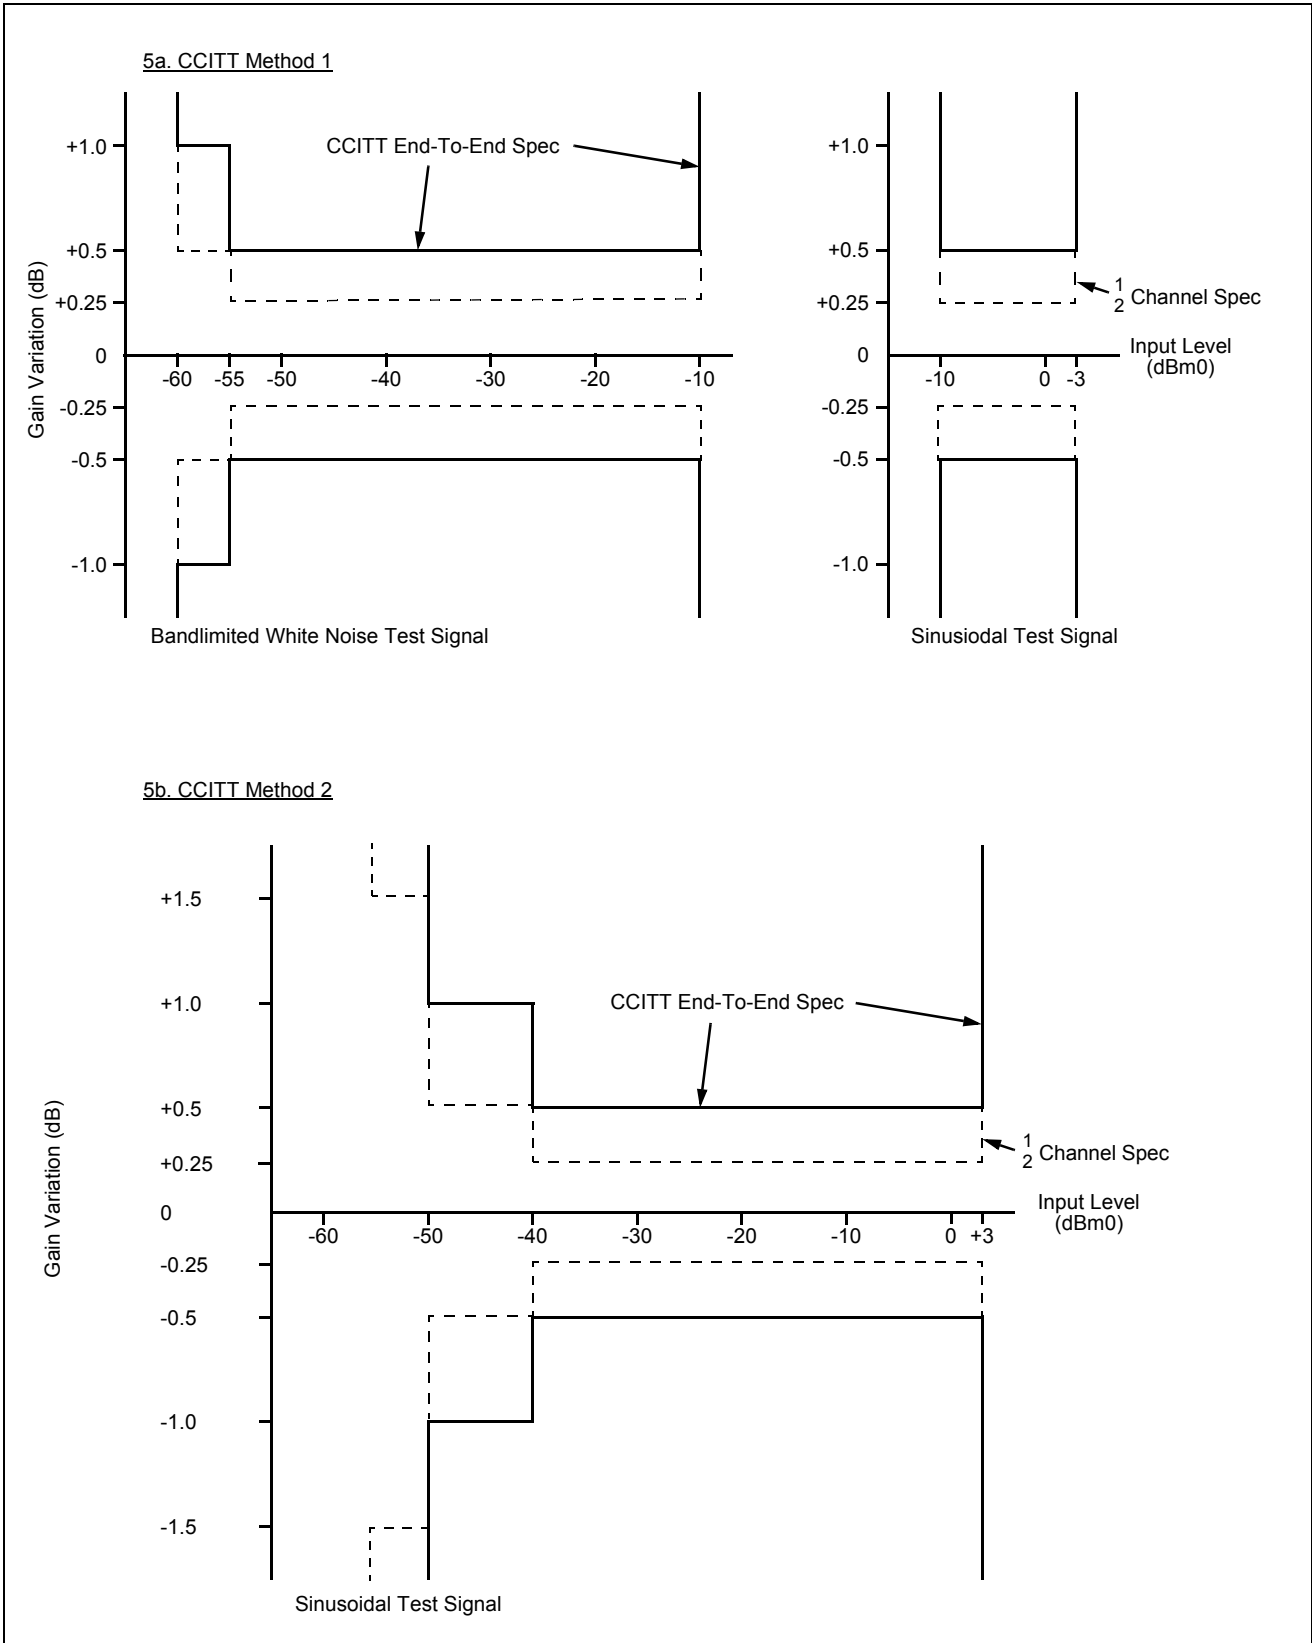 5a. CCITT Method 1
CCITT End-To-End Spec
+1.0
+0.5
+0.25
0
-0.25
-0.5
-1.0
Gain Variation (dB)
-60 -55 -50 -40 -30 -20 -10
Bandlimited White Noise Test Signal
+1.0
+0.5
+0.25
0
-0.25
-0.5
-1.0
1
2 Channel Spec
Input Level
(dBm0)
-10 0 -3
Sinusiodal Test Signal
5b. CCITT Method 2
+1.5
+1.0
+0.5
+0.25
0
-0.25
-0.5
-1.0
-1.5
Gain Variation (dB)
CCITT End-To-End Spec
1
2 Channel Spec
Input Level
(dBm0)
-60 -50 -40 -30 -20 -10 0 +3
Sinusoidal Test Signal